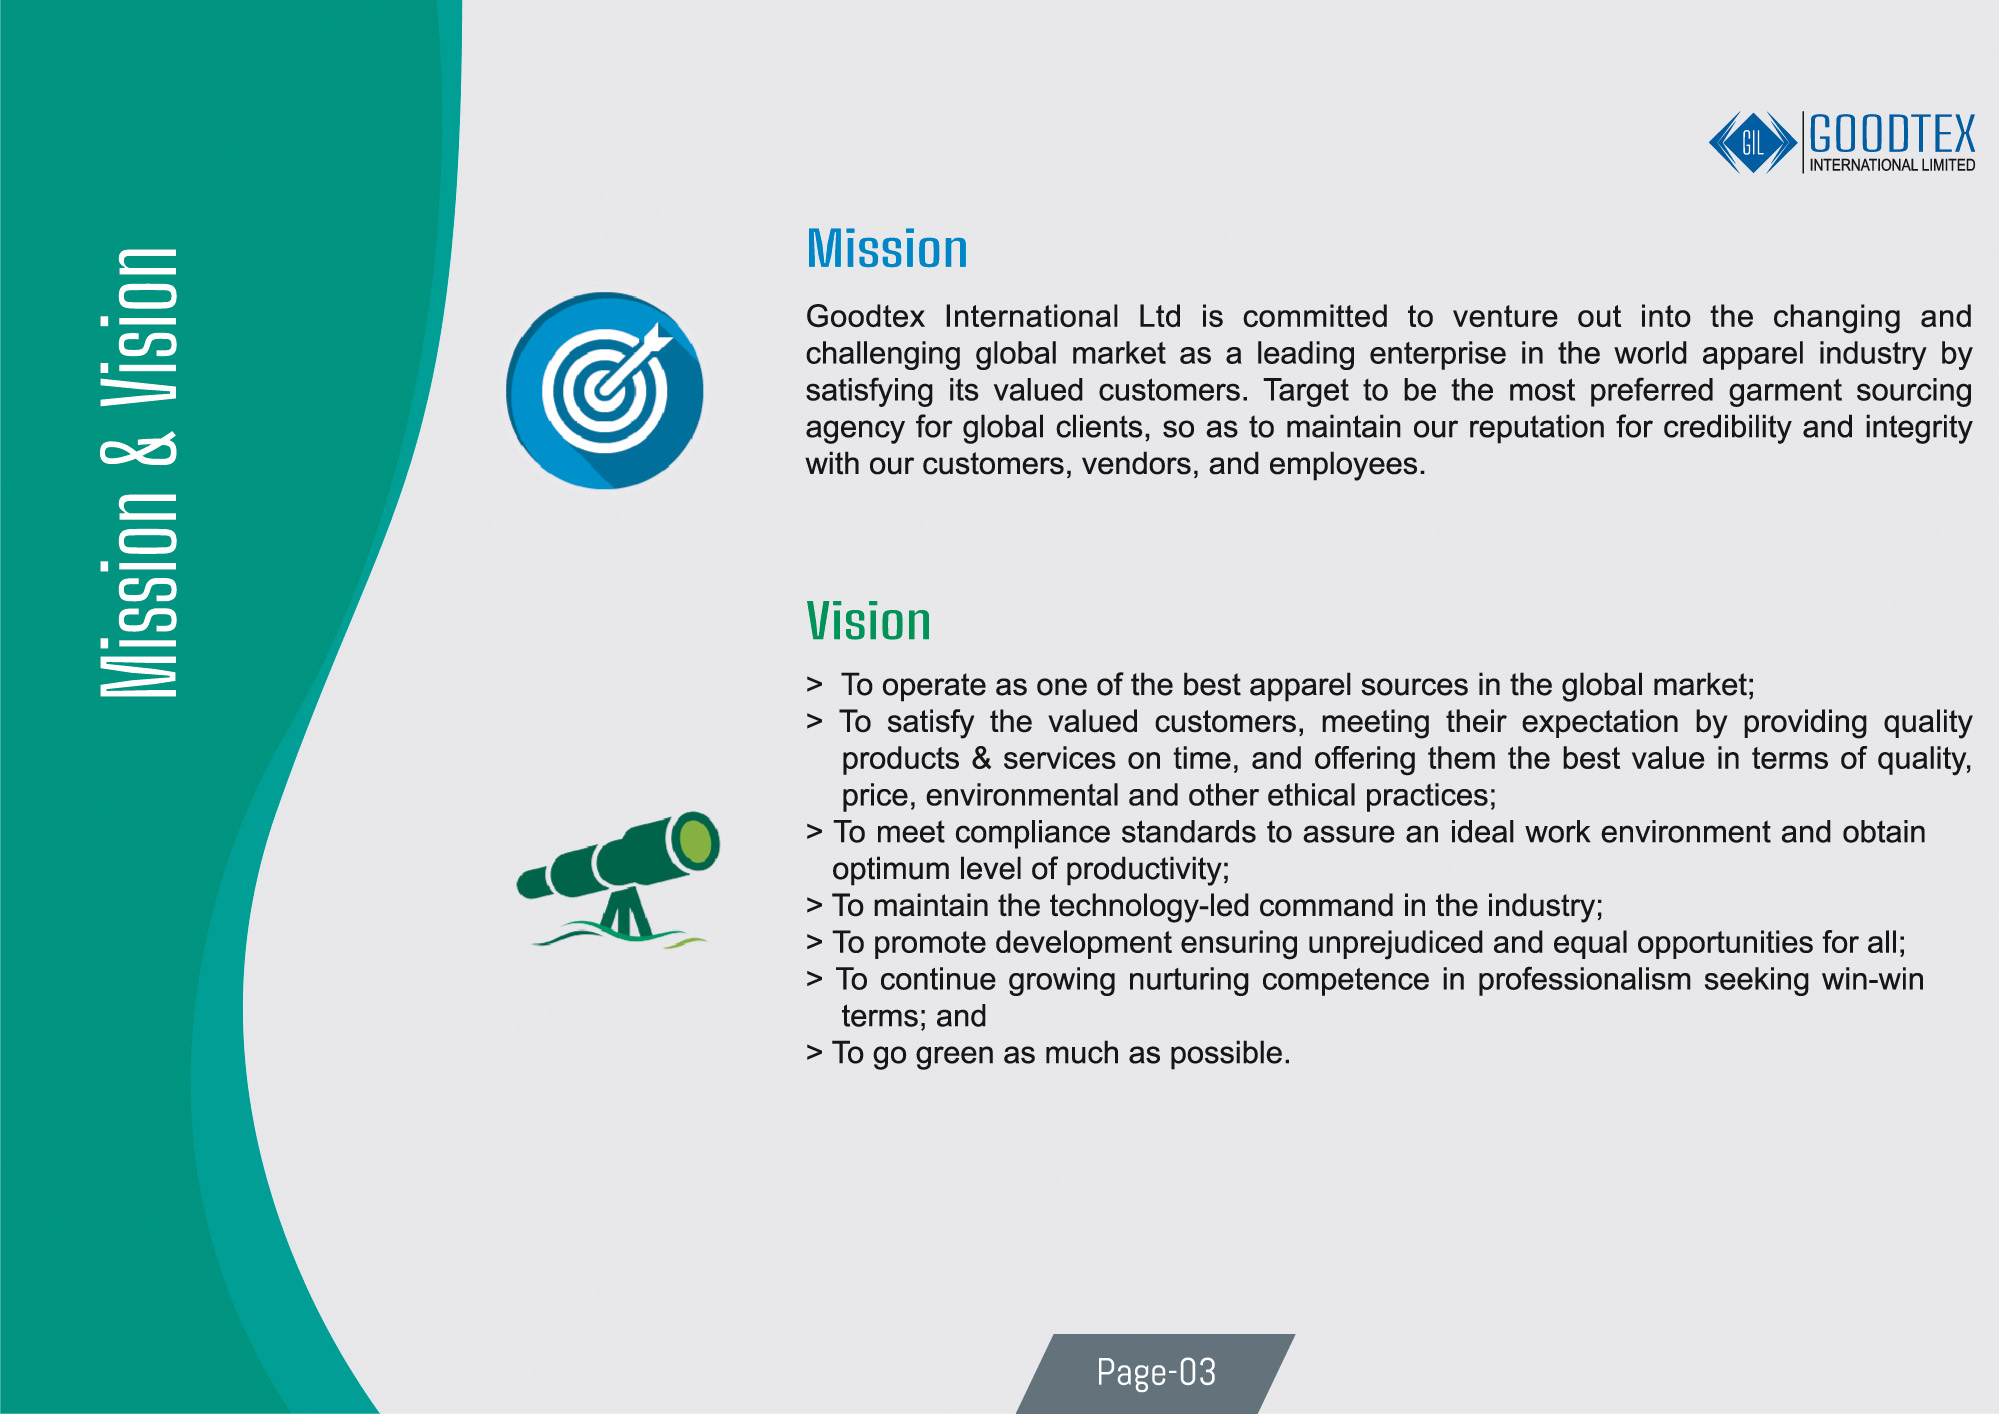 Mission & Vision
GIL
GOODTEX
INTERNATIONAL LIMITED
Mission
Goodtex International Ltd is committed to venture out into the changing and
challenging global market as a leading enterprise in the world apparel industry by
satisfying its valued customers. Target to be the most preferred garment sourcing
agency for global clients, so as to maintain our reputation for credibility and integrity
with our customers, vendors, and employees.
Vision
> To operate as one of the best apparel sources in the global market;
> To satisfy the valued customers, meeting their expectation by providing quality
products & services on time, and offering them the best value in terms of quality,
price, environmental and other ethical practices;
> To meet compliance standards to assure an ideal work environment and obtain
optimum level of productivity;
> To maintain the technology-led command in the industry;
> To promote development ensuring unprejudiced and equal opportunities for all;
> To continue growing nurturing competence in professionalism seeking win-win
terms; and
> To go green as much as possible.
Page-03